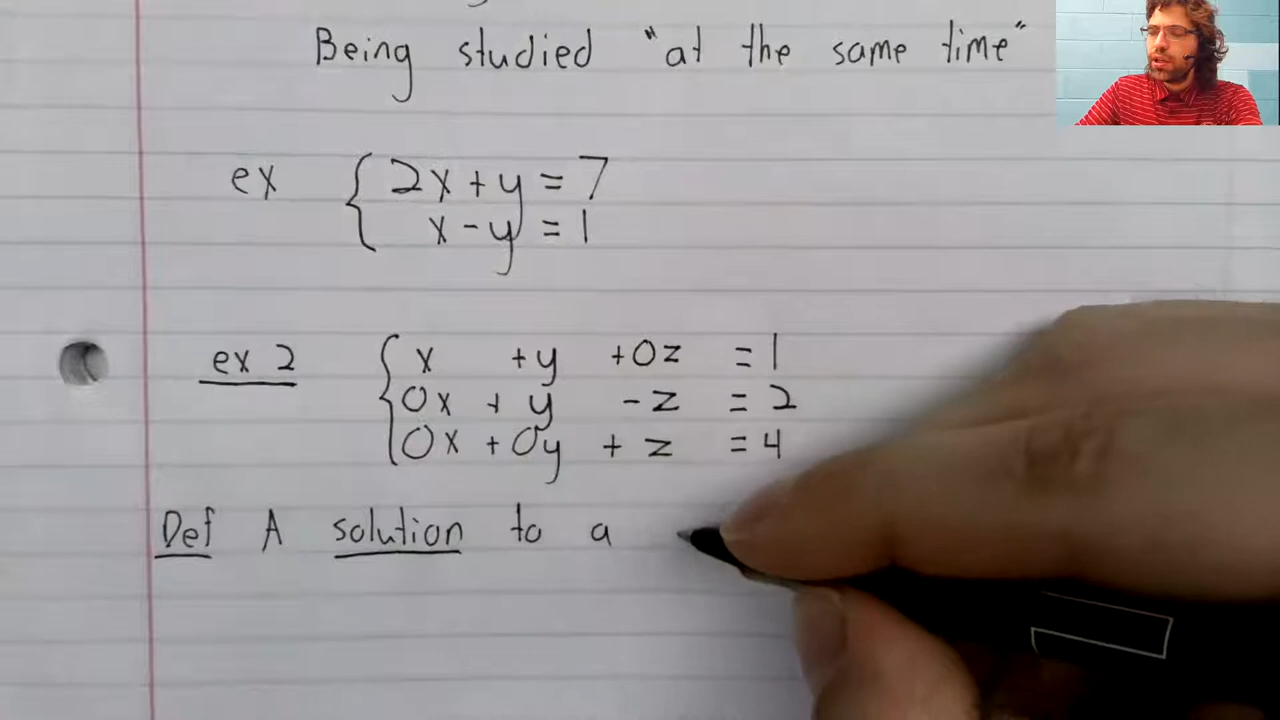 Being studied "at the same time"
ex { 2x + y = 7
x - y = 1
ex 2 { x + y + 0z = 1
0x + y - z = 2
0x + 0y + z = 4
Def A solution to a